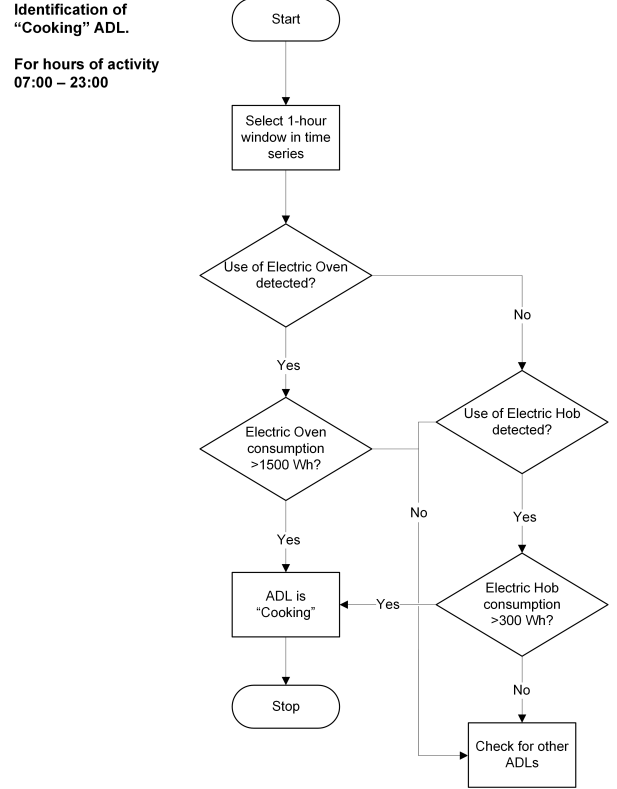 Identification of
“Cooking” ADL.
For hours of activity
07:00 – 23:00
Start
Select 1-hour
window in time
series
Use of Electric Oven
detected?
No
Yes
Use of Electric Hob
detected?
Electric Oven
consumption
>1500 Wh?
No
Yes
Yes
Electric Hob
consumption
>300 Wh?
Yes
ADL is
“Cooking”
No
Stop
Check for other
ADLs